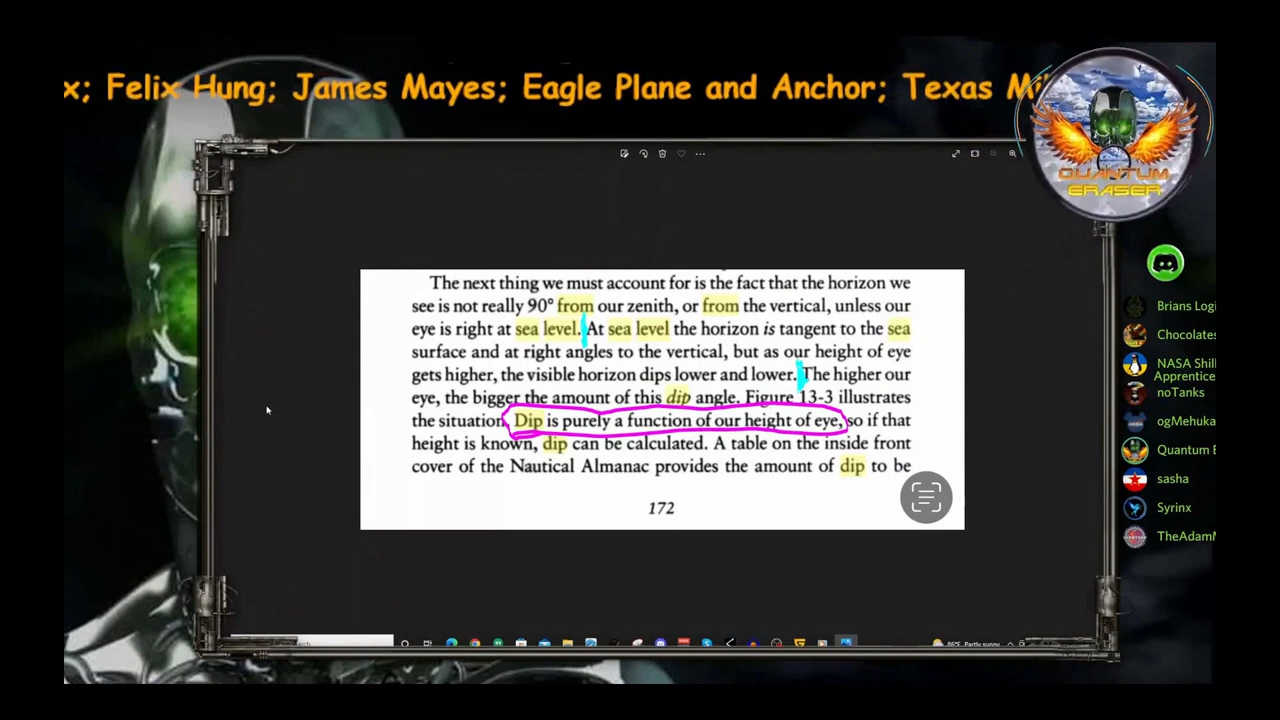 x; Felix Hung; James Mayes; Eagle Plane and Anchor; Texas Mi
QUANTUM
ERASER
The next thing we must account for is the fact that the horizon we
see is not really 90° from our zenith, or from the vertical, unless our
eye is right at sea level. At sea level the horizon is tangent to the sea
surface and at right angles to the vertical, but as our height of eye
gets higher, the visible horizon dips lower and lower. The higher our
eye, the bigger the amount of this dip angle. Figure 13-3 illustrates
the situation. Dip is purely a function of our height of eye, so if that
height is known, dip can be calculated. A table on the inside front
cover of the Nautical Almanac provides the amount of dip to be
172
Brians Logi
Chocolates
NASA Shill
Apprentice
noTanks
ogMehuka
Quantum E
sasha
Syrinx
TheAdamM
86°F Partly sunny